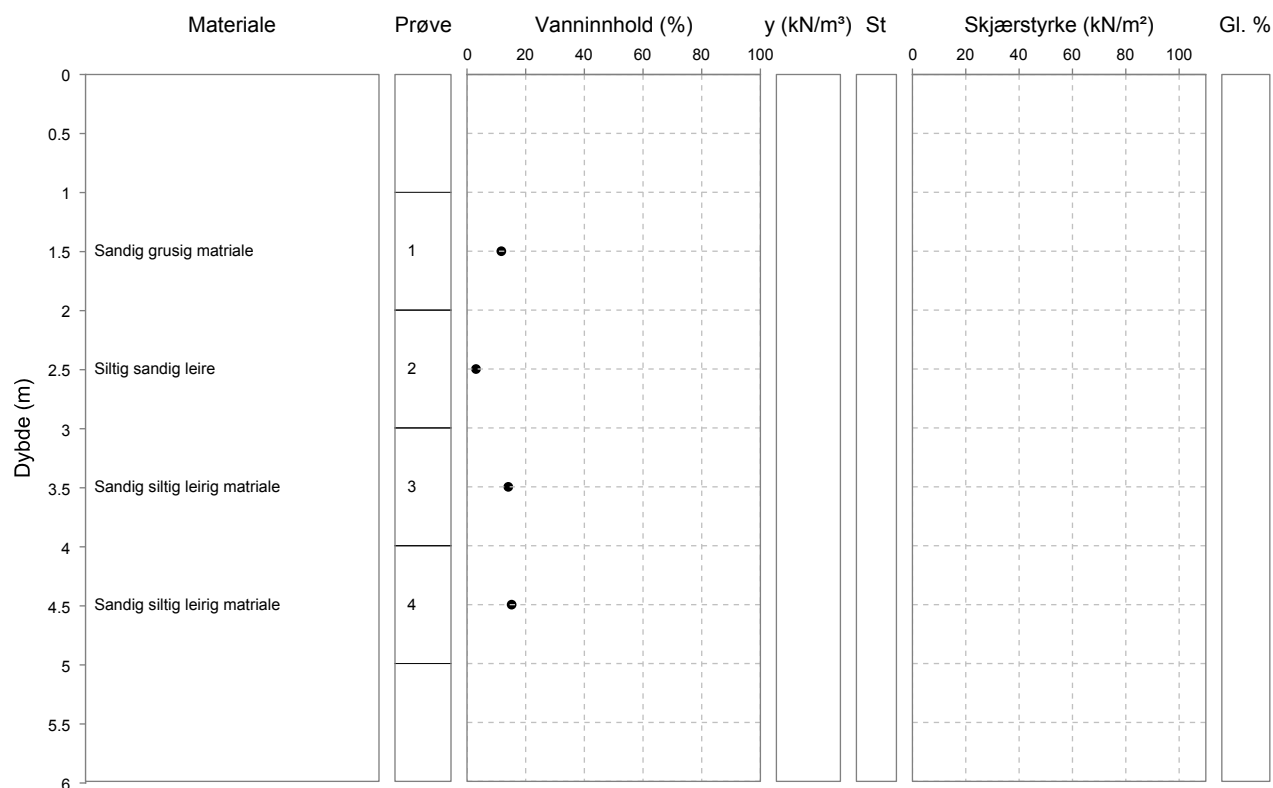 Materiale Prøve Vanninnhold (%) y (kN/m³) St Skjærstyrke (kN/m²) Gl. %
0 20 40 60 80 100 0 20 40 60 80 100
0
0.5
1
1.5 Sandig grusig matriale 1
2
2.5 Siltig sandig leire 2
3
3.5 Sandig siltig leirig matriale 3
4
4.5 Sandig siltig leirig matriale 4
5
5.5
6
Dybde (m)